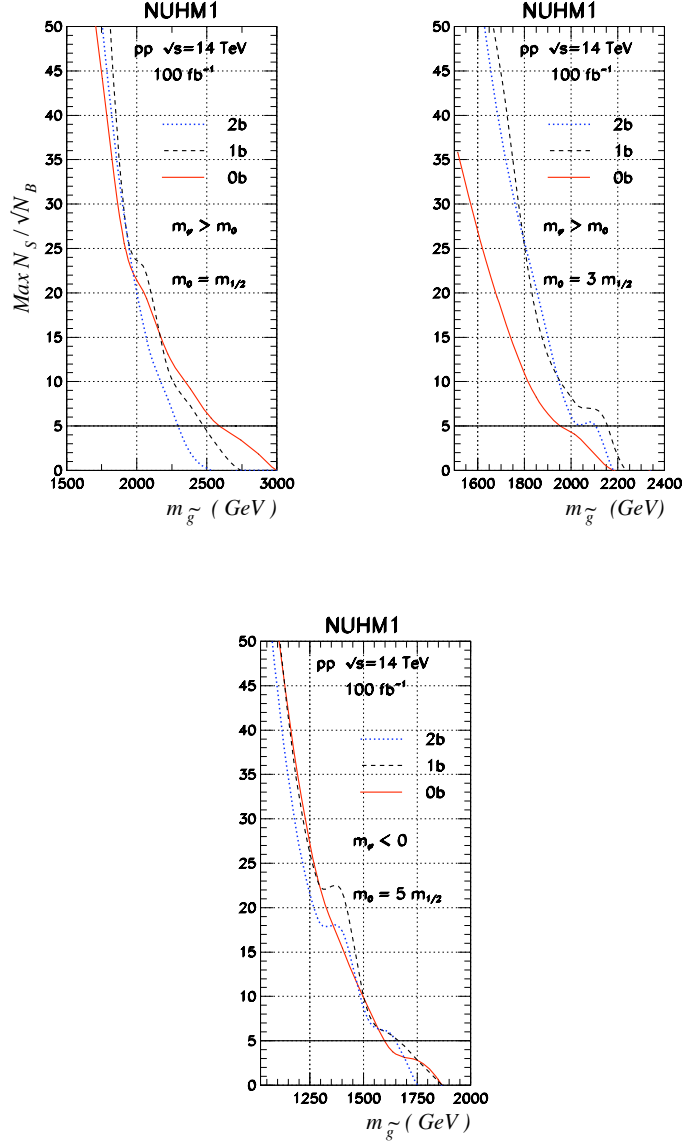 NUHM1
pp √s=14 TeV
100 fb⁻¹
2b
1b
0b
m_φ > m_0
m_0 = m_1/2
Max N_S / √N_B
50
45
40
35
30
25
20
15
10
5
0
1500
2000
2500
3000
m_g̃ ( GeV )
NUHM1
pp √s=14 TeV
100 fb⁻¹
2b
1b
0b
m_φ > m_0
m_0 = 3 m_1/2
50
45
40
35
30
25
20
15
10
5
0
1600
1800
2000
2200
2400
m_g̃ (GeV)
NUHM1
pp √s=14 TeV
100 fb⁻¹
2b
1b
0b
m_φ < 0
m_0 = 5 m_1/2
50
45
40
35
30
25
20
15
10
5
0
1250
1500
1750
2000
m_g̃ ( GeV )